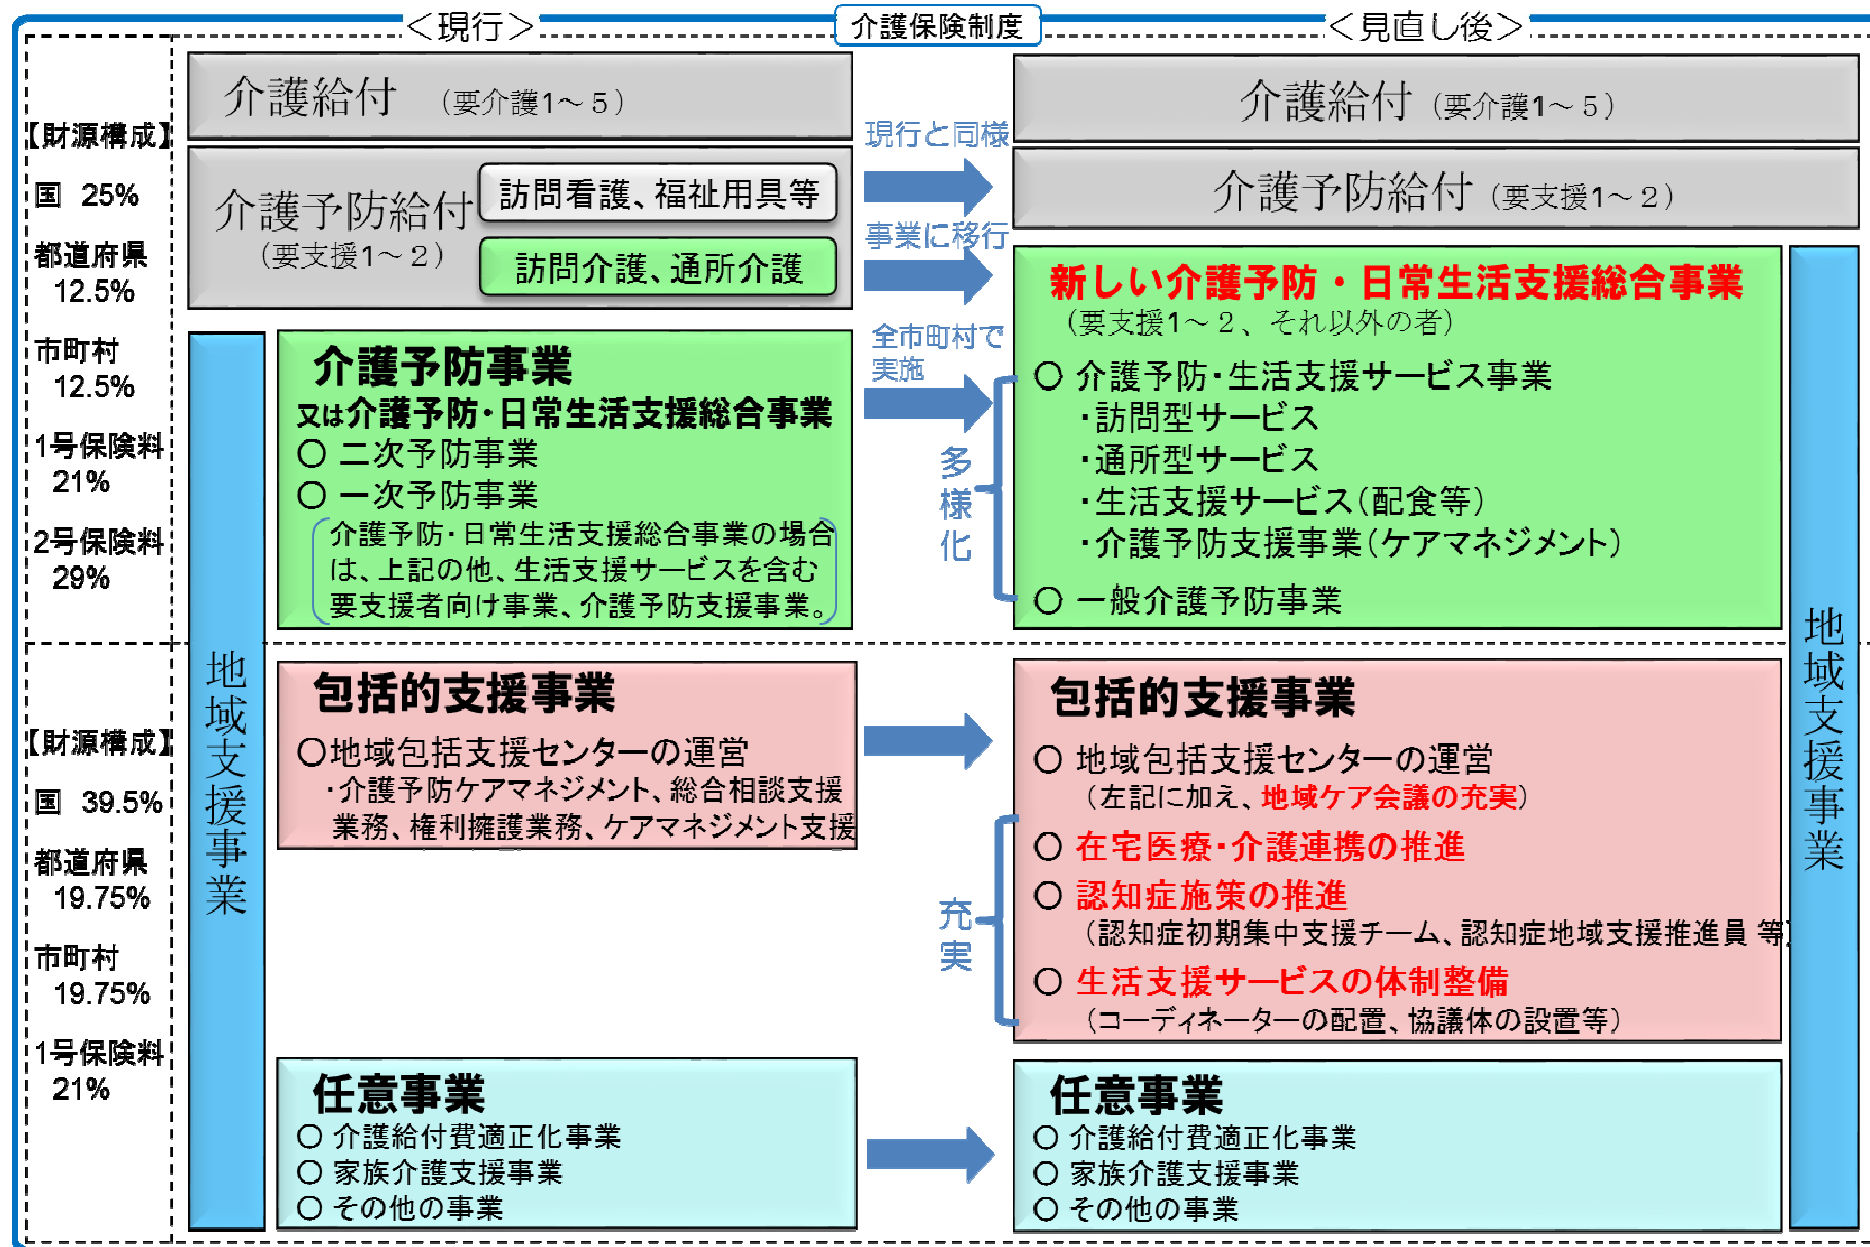 介護保険制度
＜現行＞
＜見直し後＞
【財源構成】
国 25%
都道府県
12.5%
市町村
12.5%
1号保険料
21%
2号保険料
29%
【財源構成】
国 39.5%
都道府県
19.75%
市町村
19.75%
1号保険料
21%
介護給付 （要介護1～５）
介護予防給付
（要支援1～２）
訪問看護、福祉用具等
訪問介護、通所介護
地域支援事業
介護予防事業
又は介護予防・日常生活支援総合事業
○ 二次予防事業
○ 一次予防事業
介護予防・日常生活支援総合事業の場合
は、上記の他、生活支援サービスを含む
要支援者向け事業、介護予防支援事業。
包括的支援事業
○地域包括支援センターの運営
・介護予防ケアマネジメント、総合相談支援
業務、権利擁護業務、ケアマネジメント支援
任意事業
○ 介護給付費適正化事業
○ 家族介護支援事業
○ その他の事業
現行と同様
事業に移行
全市町村で
実施
多様化
充実
介護給付（要介護1～５）
介護予防給付（要支援1～２）
新しい介護予防・日常生活支援総合事業
（要支援1～２、それ以外の者）
○ 介護予防・生活支援サービス事業
・訪問型サービス
・通所型サービス
・生活支援サービス（配食等）
・介護予防支援事業（ケアマネジメント）
○ 一般介護予防事業
包括的支援事業
○ 地域包括支援センターの運営
（左記に加え、地域ケア会議の充実）
○ 在宅医療・介護連携の推進
○ 認知症施策の推進
（認知症初期集中支援チーム、認知症地域支援推進員 等）
○ 生活支援サービスの体制整備
（コーディネーターの配置、協議体の設置等）
任意事業
○ 介護給付費適正化事業
○ 家族介護支援事業
○ その他の事業
地域支援事業